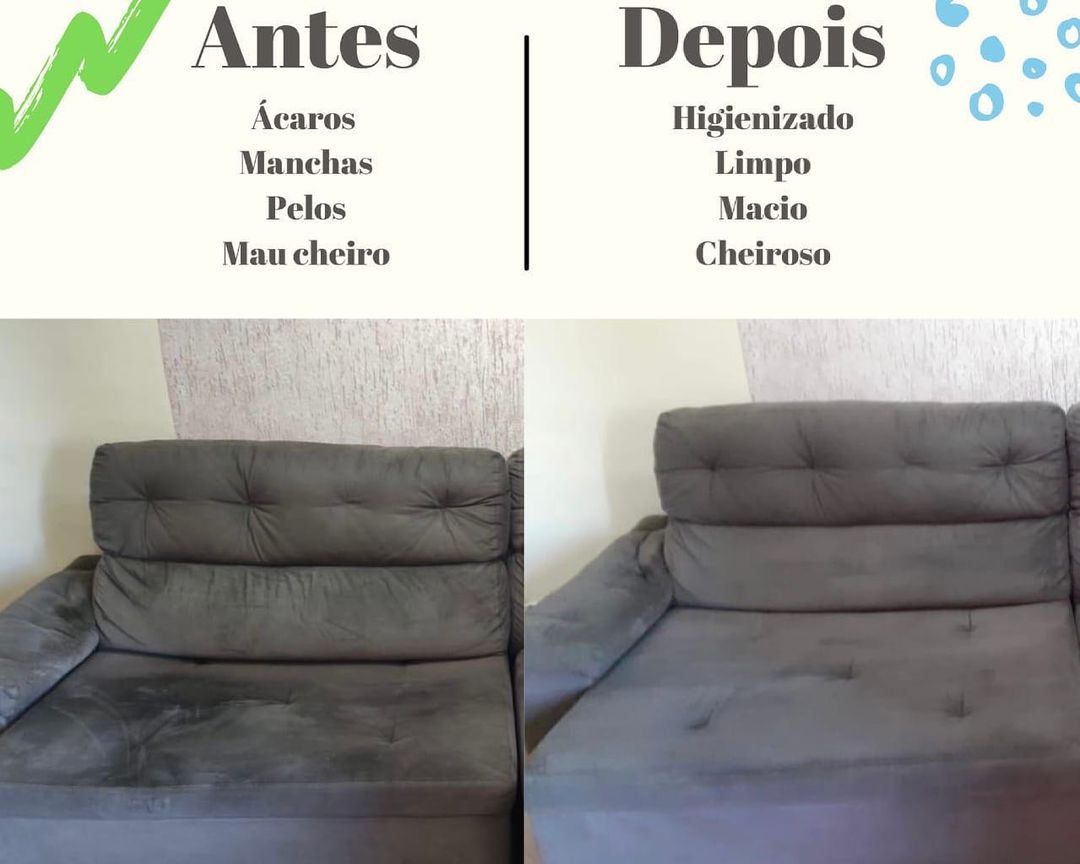 Antes
Ácaros
Manchas
Pelos
Mau cheiro
Depois
Higienizado
Limpo
Macio
Cheiroso